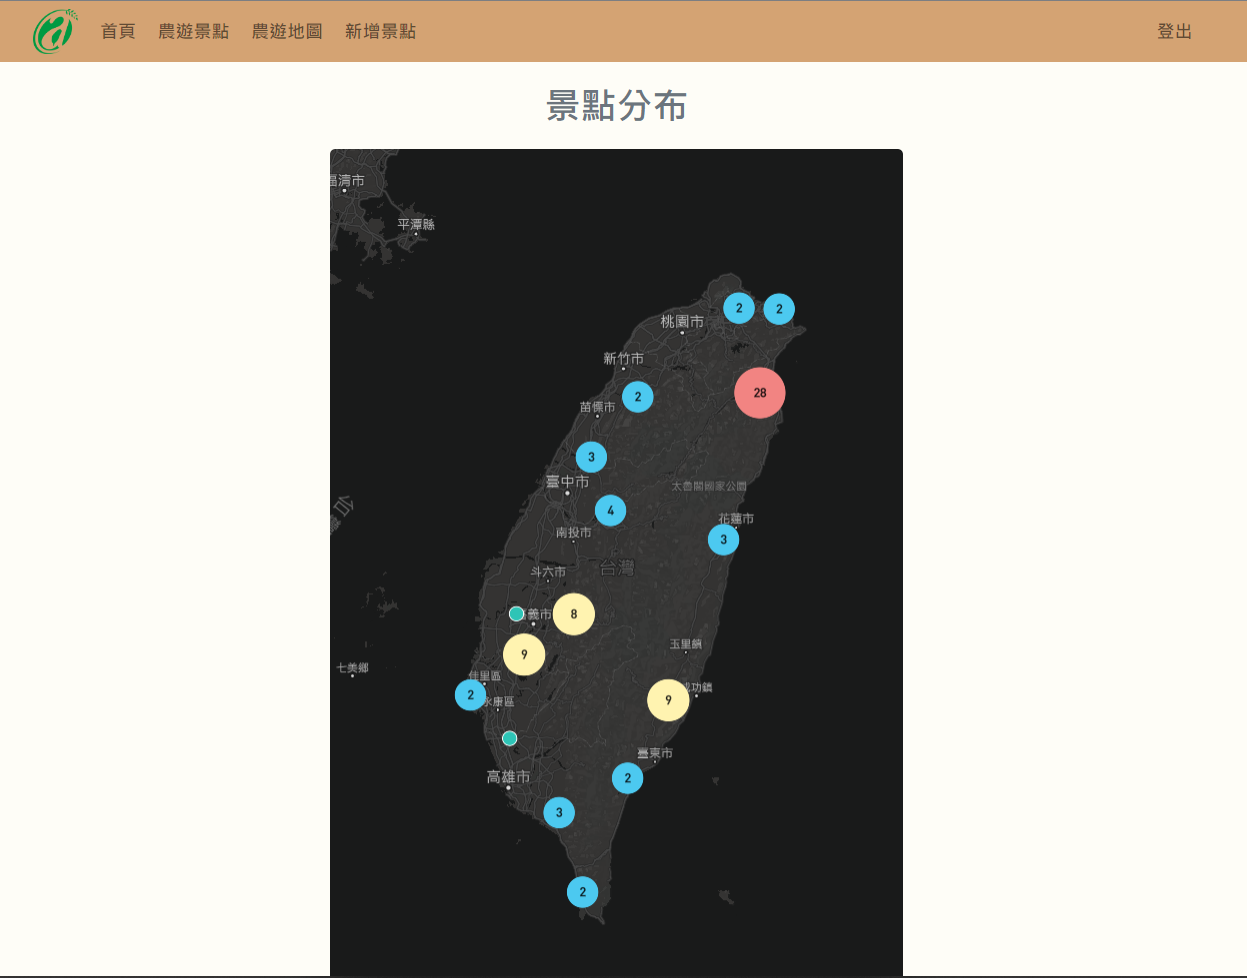 首頁 農遊景點 農遊地圖 新增景點 登出
景點分布
福清市
平潭縣
2 2
桃園市
新竹市
28
2
苗栗市
3
臺中市
太魯閣國家公園
4
花蓮市
南投市
3
台灣
斗六市
嘉義市
8
玉里鎮
9
七美鄉
佳里區
成功鎮
2
永康區
9
臺東市
高雄市
2
3
2